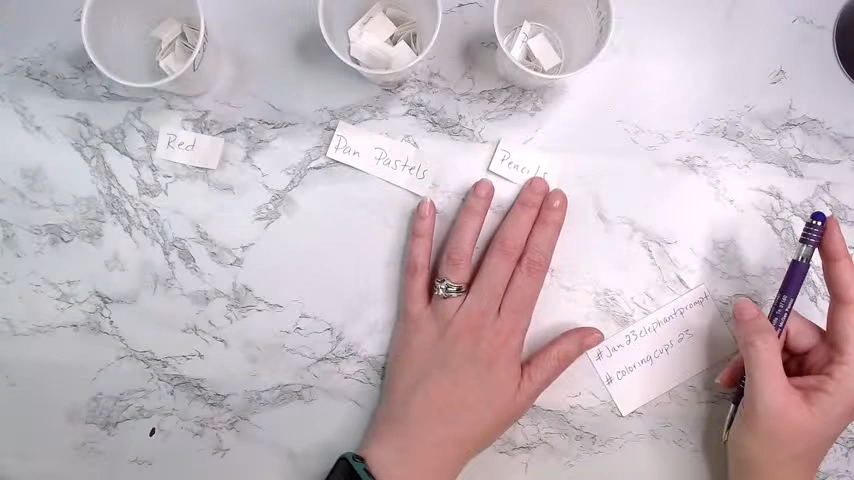 Red
Pan Pastels
Pencils
#Jan23elephantprompt
#coloringcups23